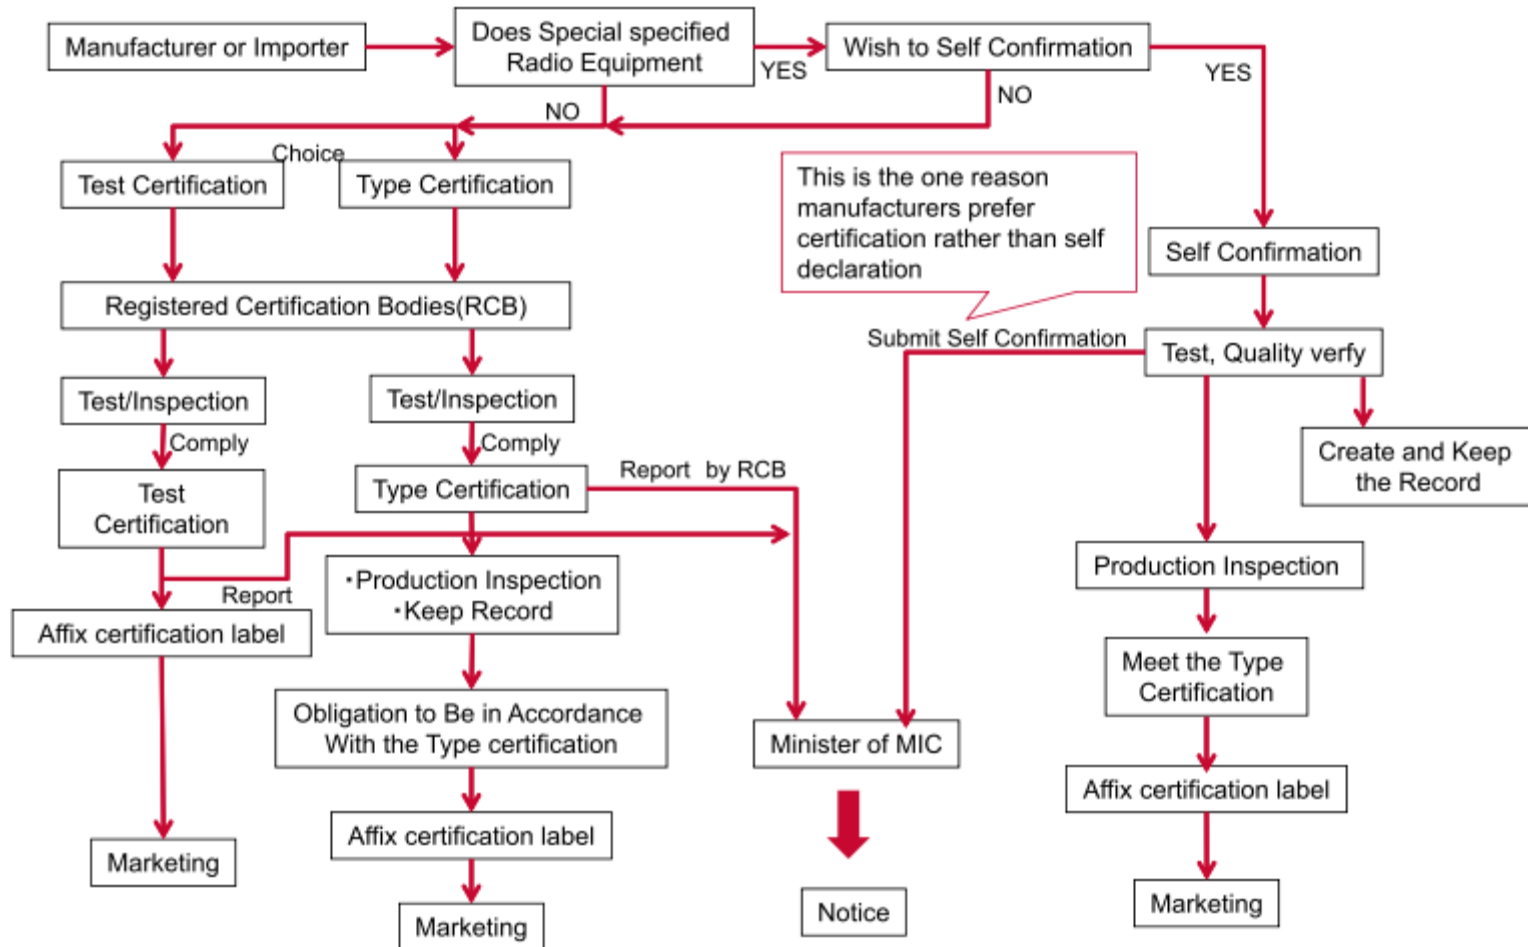 Manufacturer or Importer
Does Special specified
Radio Equipment
YES
Wish to Self Confirmation
YES
NO
NO
Choice
Test Certification
Type Certification
This is the one reason
manufacturers prefer
certification rather than self
declaration
Self Confirmation
Registered Certification Bodies(RCB)
Submit Self Confirmation
Test, Quality verfy
Test/Inspection
Test/Inspection
Comply
Comply
Create and Keep
the Record
Report by RCB
Test
Certification
Type Certification
Production Inspection
・Production Inspection
・Keep Record
Report
Affix certification label
Meet the Type
Certification
Obligation to Be in Accordance
With the Type certification
Minister of MIC
Affix certification label
Affix certification label
Marketing
Marketing
Notice
Marketing